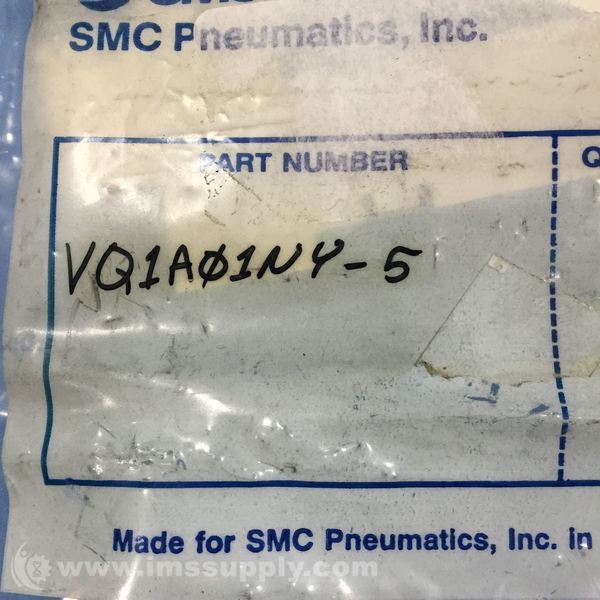 SMC Pneumatics, Inc.
PART NUMBER
Q
VQ1AØ1NY-5
Made for SMC Pneumatics, Inc. in
www.imssupply.com